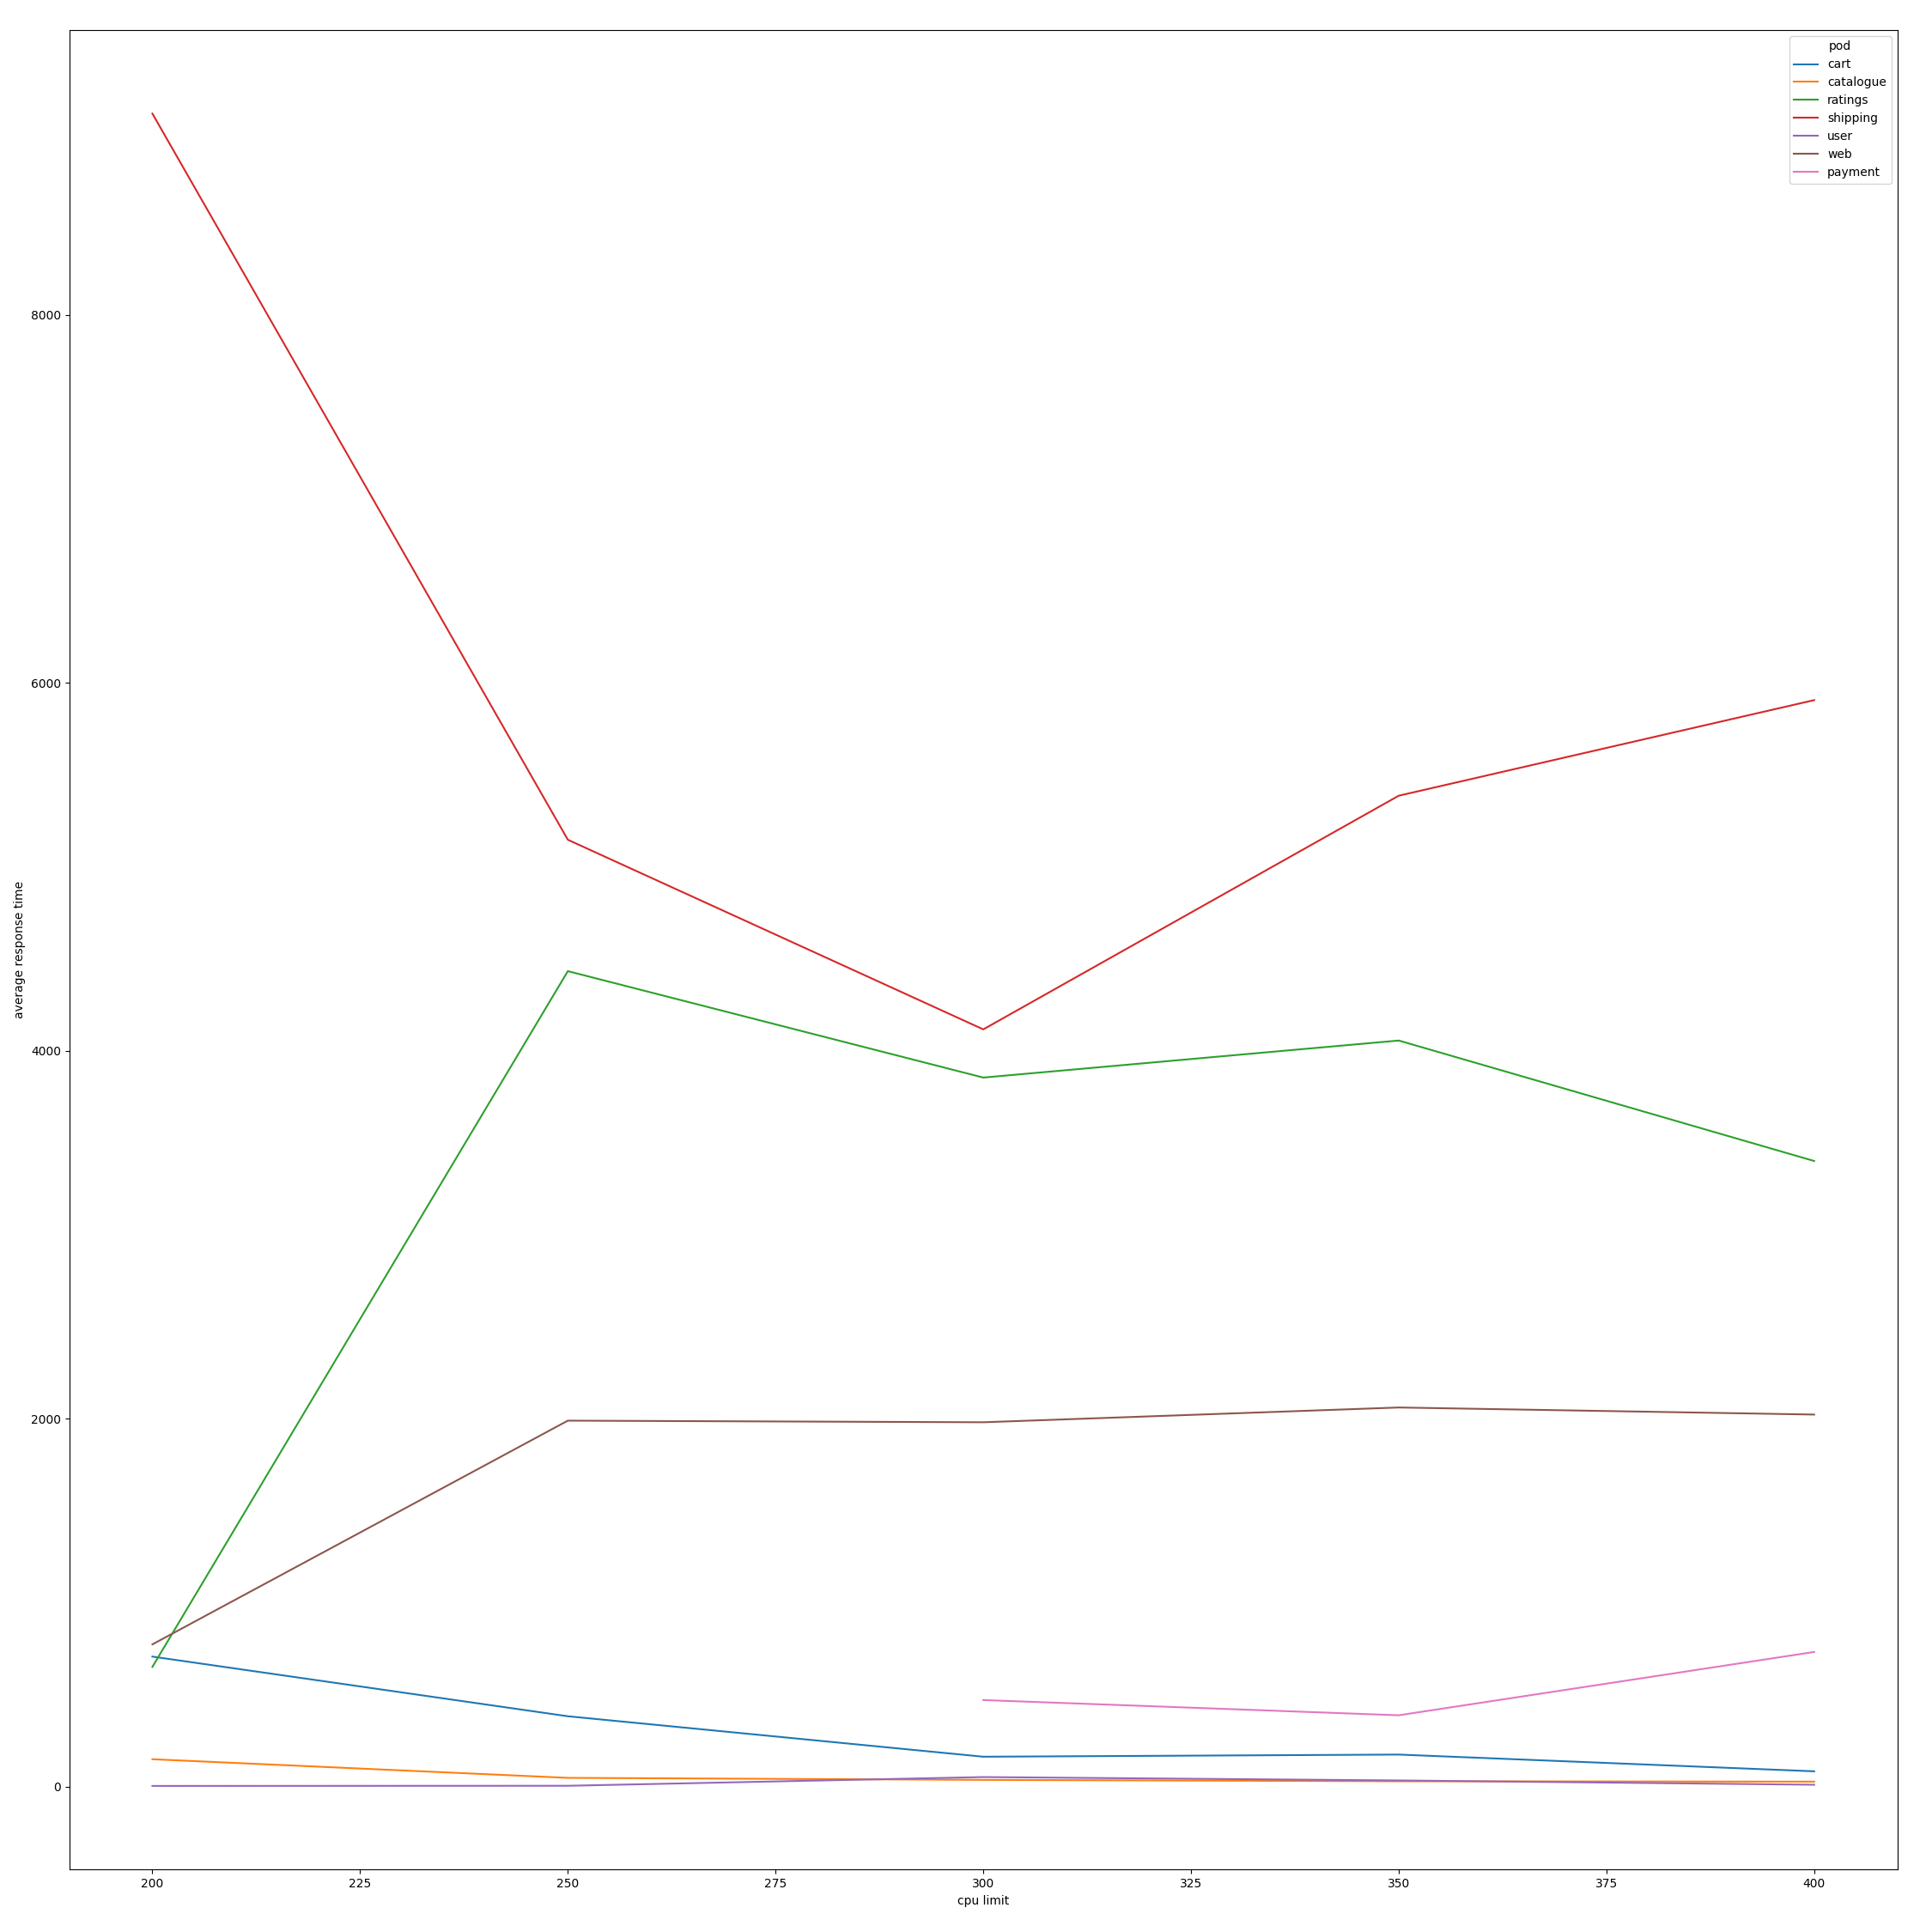 pod
cart
catalogue
ratings
shipping
user
web
payment
8000
6000
4000
2000
0
average response time
200 225 250 275 300 325 350 375 400
cpu limit